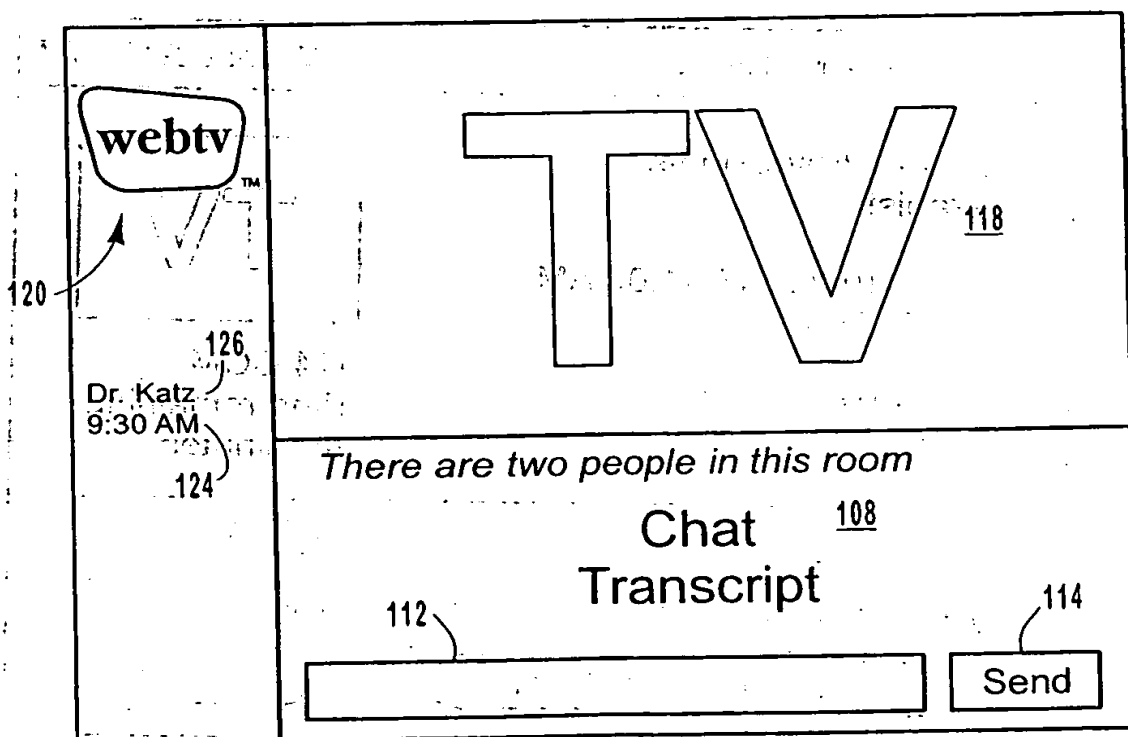 webtv
TM
120
126
Dr. Katz
9:30 AM
124
TV
118
There are two people in this room
Chat
Transcript
108
112
114
Send